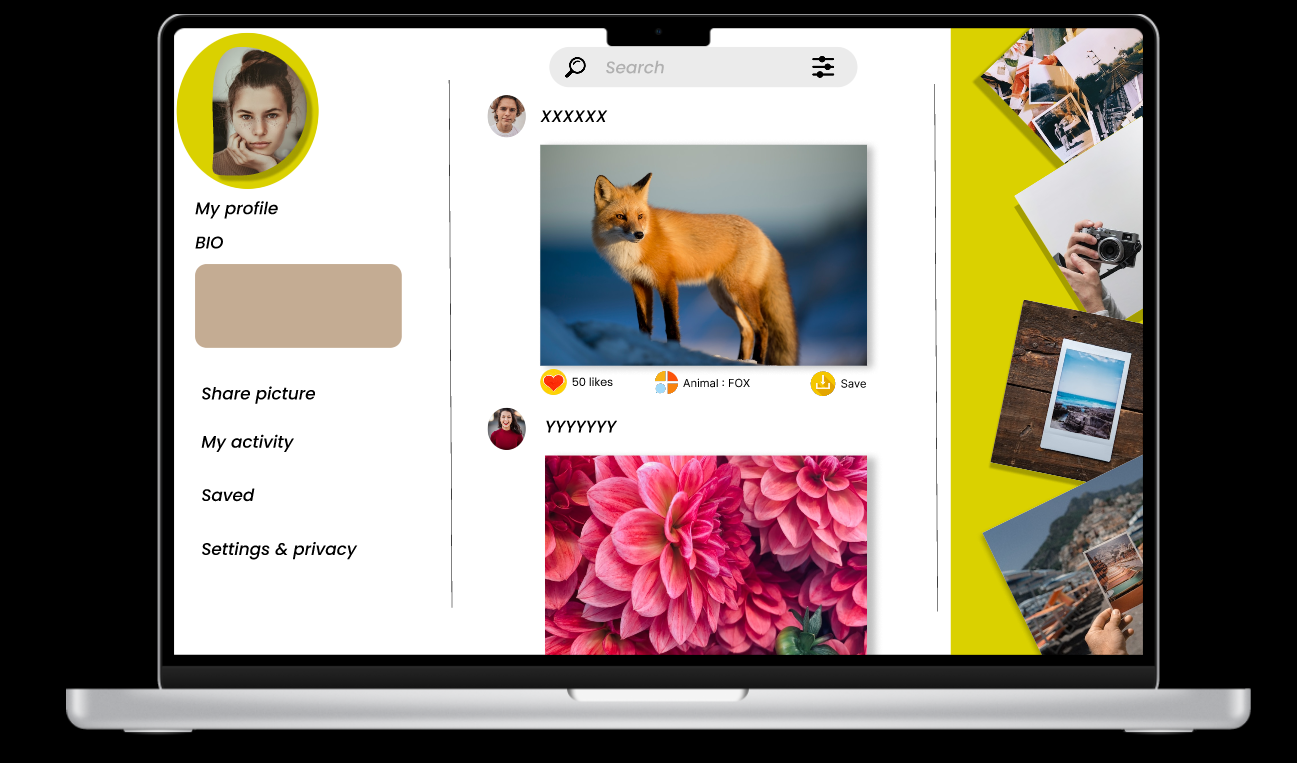 Search
My profile
BIO
Share picture
My activity
Saved
Settings & privacy
XXXXXX
50 likes
Animal : FOX
Save
YYYYYYY